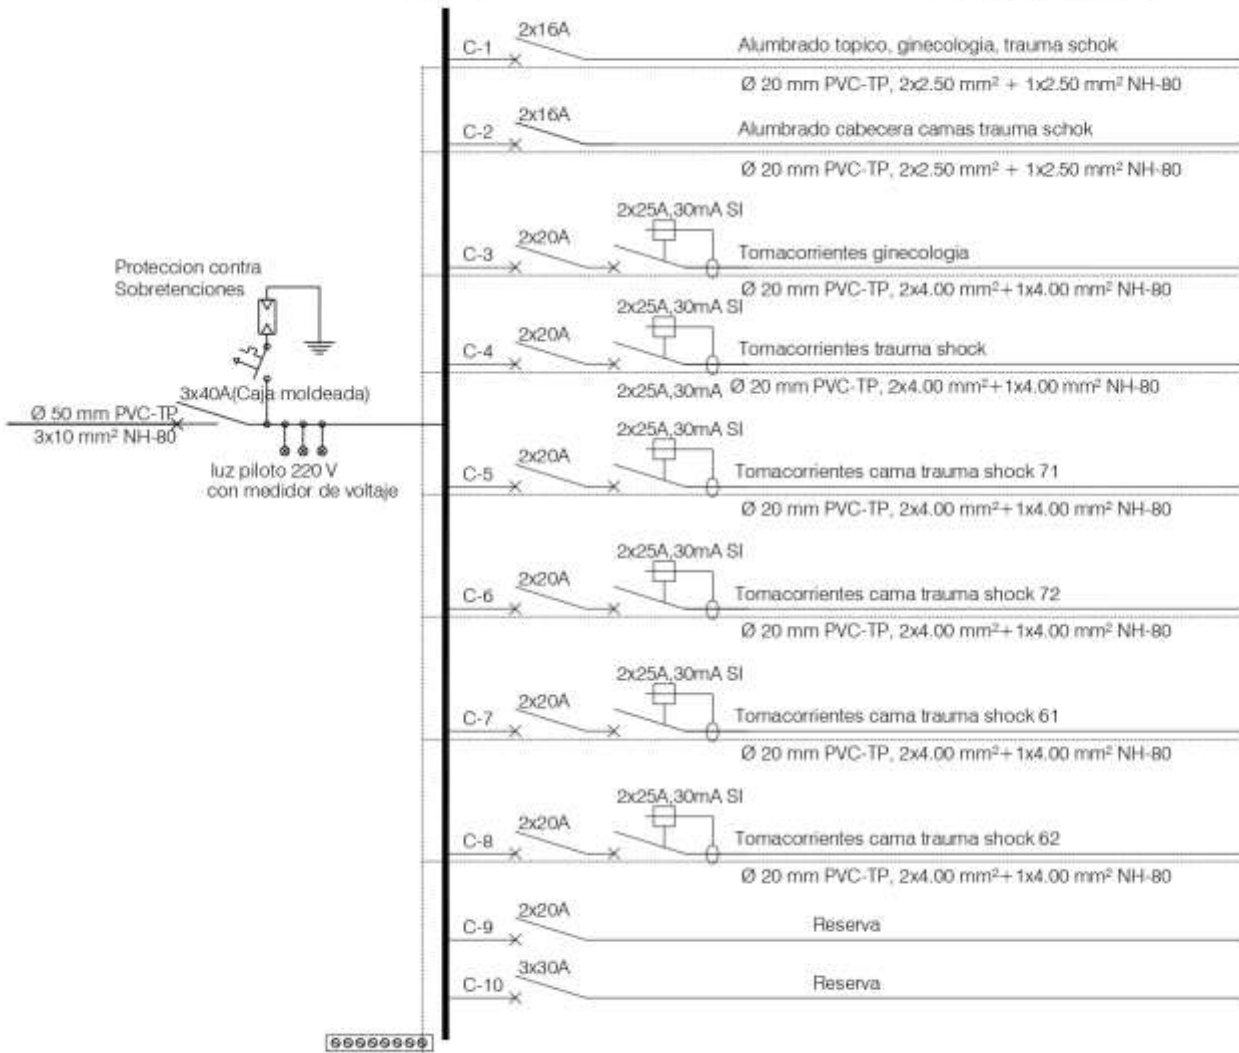 2x16A
C-1
Alumbrado topico, ginecologia, trauma schok
Ø 20 mm PVC-TP, 2x2.50 mm² + 1x2.50 mm² NH-80
2x16A
C-2
Alumbrado cabecera camas trauma schok
Ø 20 mm PVC-TP, 2x2.50 mm² + 1x2.50 mm² NH-80
2x25A,30mA SI
2x20A
C-3
Tomacorrientes ginecologia
Ø 20 mm PVC-TP, 2x4.00 mm²+1x4.00 mm² NH-80
Proteccion contra
Sobretenciones
2x25A,30mA SI
2x20A
C-4
Tomacorrientes trauma shock
2x25A,30mA Ø 20 mm PVC-TP, 2x4.00 mm²+1x4.00 mm² NH-80
3x40A(Caja moldeada)
Ø 50 mm PVC-TP
3x10 mm² NH-80
luz piloto 220 V
con medidor de voltaje
2x25A,30mA SI
2x20A
C-5
Tomacorrientes cama trauma shock 71
Ø 20 mm PVC-TP, 2x4.00 mm²+1x4.00 mm² NH-80
2x25A,30mA SI
2x20A
C-6
Tomacorrientes cama trauma shock 72
Ø 20 mm PVC-TP, 2x4.00 mm²+1x4.00 mm² NH-80
2x25A,30mA SI
2x20A
C-7
Tomacorrientes cama trauma shock 61
Ø 20 mm PVC-TP, 2x4.00 mm²+1x4.00 mm² NH-80
2x25A,30mA SI
2x20A
C-8
Tomacorrientes cama trauma shock 62
Ø 20 mm PVC-TP, 2x4.00 mm²+1x4.00 mm² NH-80
2x20A
C-9
Reserva
3x30A
C-10
Reserva